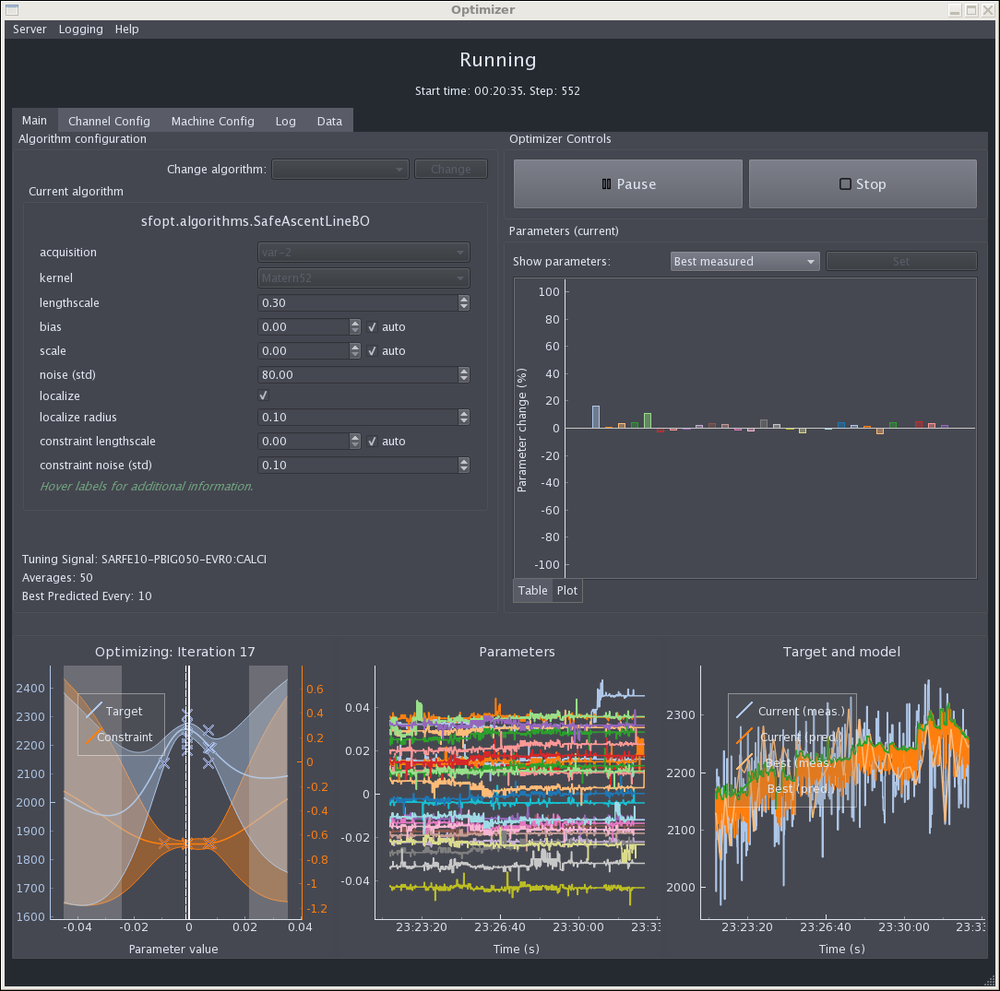 Optimizer
Server Logging Help
Running
Start time: 00:20:35. Step: 552
Main Channel Config Machine Config Log Data
Algorithm configuration
Change algorithm: Change
Current algorithm
sfopt.algorithms.SafeAscentLineBO
acquisition var-2
kernel Matern52
lengthscale 0.30
bias 0.00 auto
scale 0.00 auto
noise (std) 80.00
localize
localize radius 0.10
constraint lengthscale 0.00 auto
constraint noise (std) 0.10
Hover labels for additional information.
Tuning Signal: SARFE10-PBIG050-EVR0:CALCI
Averages: 50
Best Predicted Every: 10
Optimizer Controls
Pause Stop
Parameters (current)
Show parameters: Best measured Set
Parameter change (%)
100
80
60
40
20
0
-20
-40
-60
-80
-100
Table Plot
Optimizing: Iteration 17
2400
2300
2200
2100
2000
1900
1800
1700
1600
Target
Constraint
0.6
0.4
0.2
0
-0.2
-0.4
-0.6
-0.8
-1
-1.2
-0.04 -0.02 0 0.02 0.04
Parameter value
Parameters
0.04
0.02
0
-0.02
-0.04
23:23:20 23:26:40 23:30:00 23:33
Time (s)
Target and model
2300
2200
2100
2000
Current (meas.)
Current (pred.)
Best (meas.)
Best (pred.)
23:23:20 23:26:40 23:30:00 23:33
Time (s)